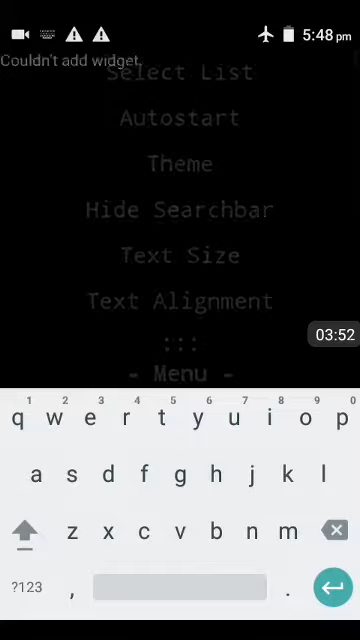 5:48 pm
Couldn't add widget.
Select List
Autostart
Theme
Hide Searchbar
Text Size
Text Alignment
:::
03:52
- Menu -
1 2 3 4 5 6 7 8 9 0
q w e r t y u i o p
a s d f g h j k l
z x c v b n m
?123 , .